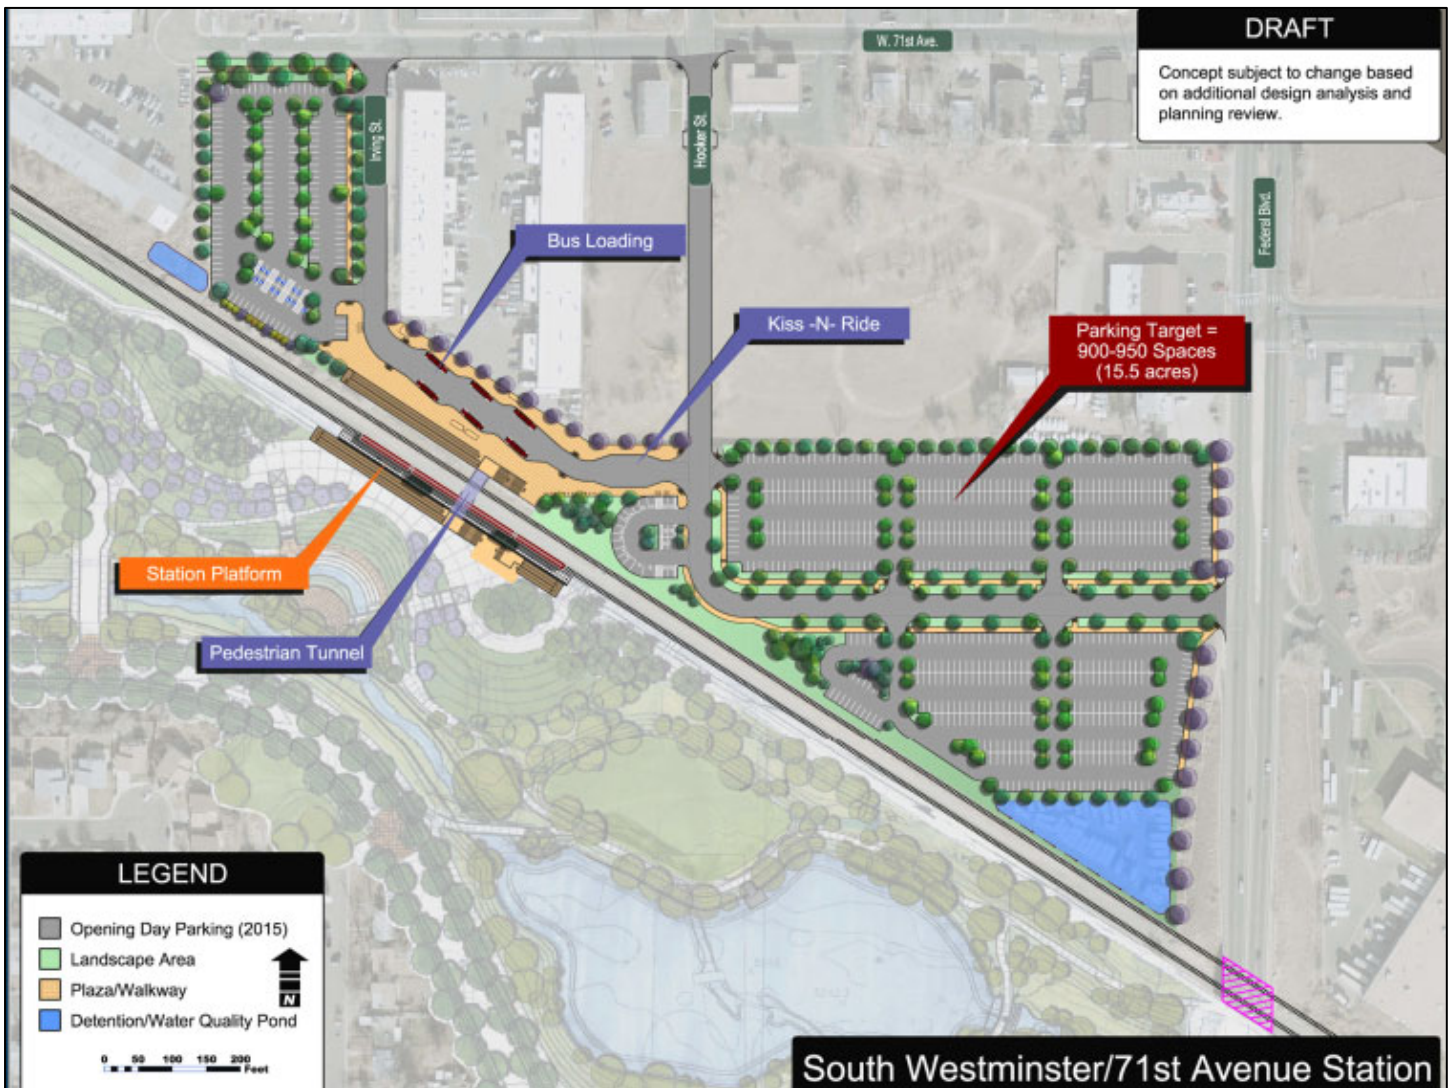 DRAFT
Concept subject to change based
on additional design analysis and
planning review.
W. 71st Ave.
Irving St.
Hooker St.
Federal Blvd.
Bus Loading
Kiss -N- Ride
Parking Target =
900-950 Spaces
(15.5 acres)
Station Platform
Pedestrian Tunnel
LEGEND
Opening Day Parking (2015)
Landscape Area
Plaza/Walkway
Detention/Water Quality Pond
N
0 50 100 150 200
Feet
South Westminster/71st Avenue Station